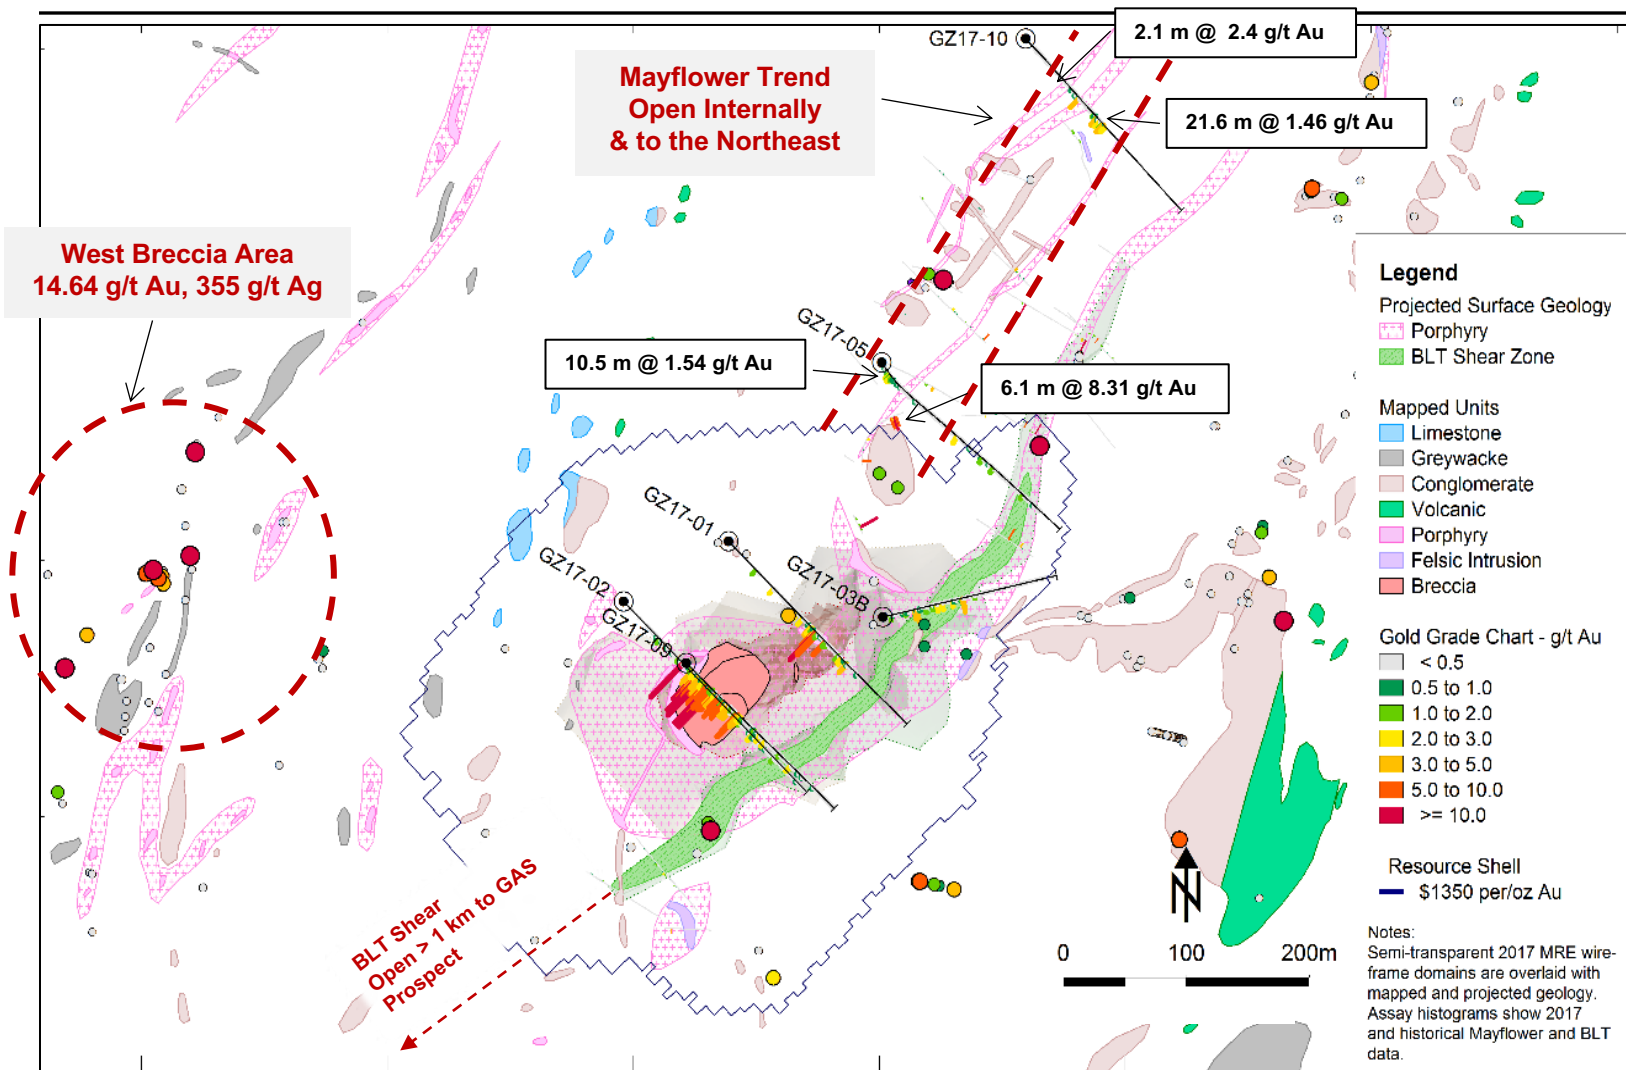 GZ17-10
2.1 m @  2.4 g/t Au
Mayflower Trend
Open Internally
& to the Northeast
21.6 m @ 1.46 g/t Au
West Breccia Area
14.64 g/t Au, 355 g/t Ag
GZ17-05
10.5 m @ 1.54 g/t Au
6.1 m @ 8.31 g/t Au
GZ17-01
GZ17-02
GZ17-03B
GZ17-09
BLT Shear
Open > 1 km to GAS
Prospect
N
0 100 200m
Legend
Projected Surface Geology
Porphyry
BLT Shear Zone
Mapped Units
Limestone
Greywacke
Conglomerate
Volcanic
Porphyry
Felsic Intrusion
Breccia
Gold Grade Chart - g/t Au
< 0.5
0.5 to 1.0
1.0 to 2.0
2.0 to 3.0
3.0 to 5.0
5.0 to 10.0
>= 10.0
Resource Shell
$1350 per/oz Au
Notes:
Semi-transparent 2017 MRE wire-
frame domains are overlaid with
mapped and projected geology.
Assay histograms show 2017
and historical Mayflower and BLT
data.